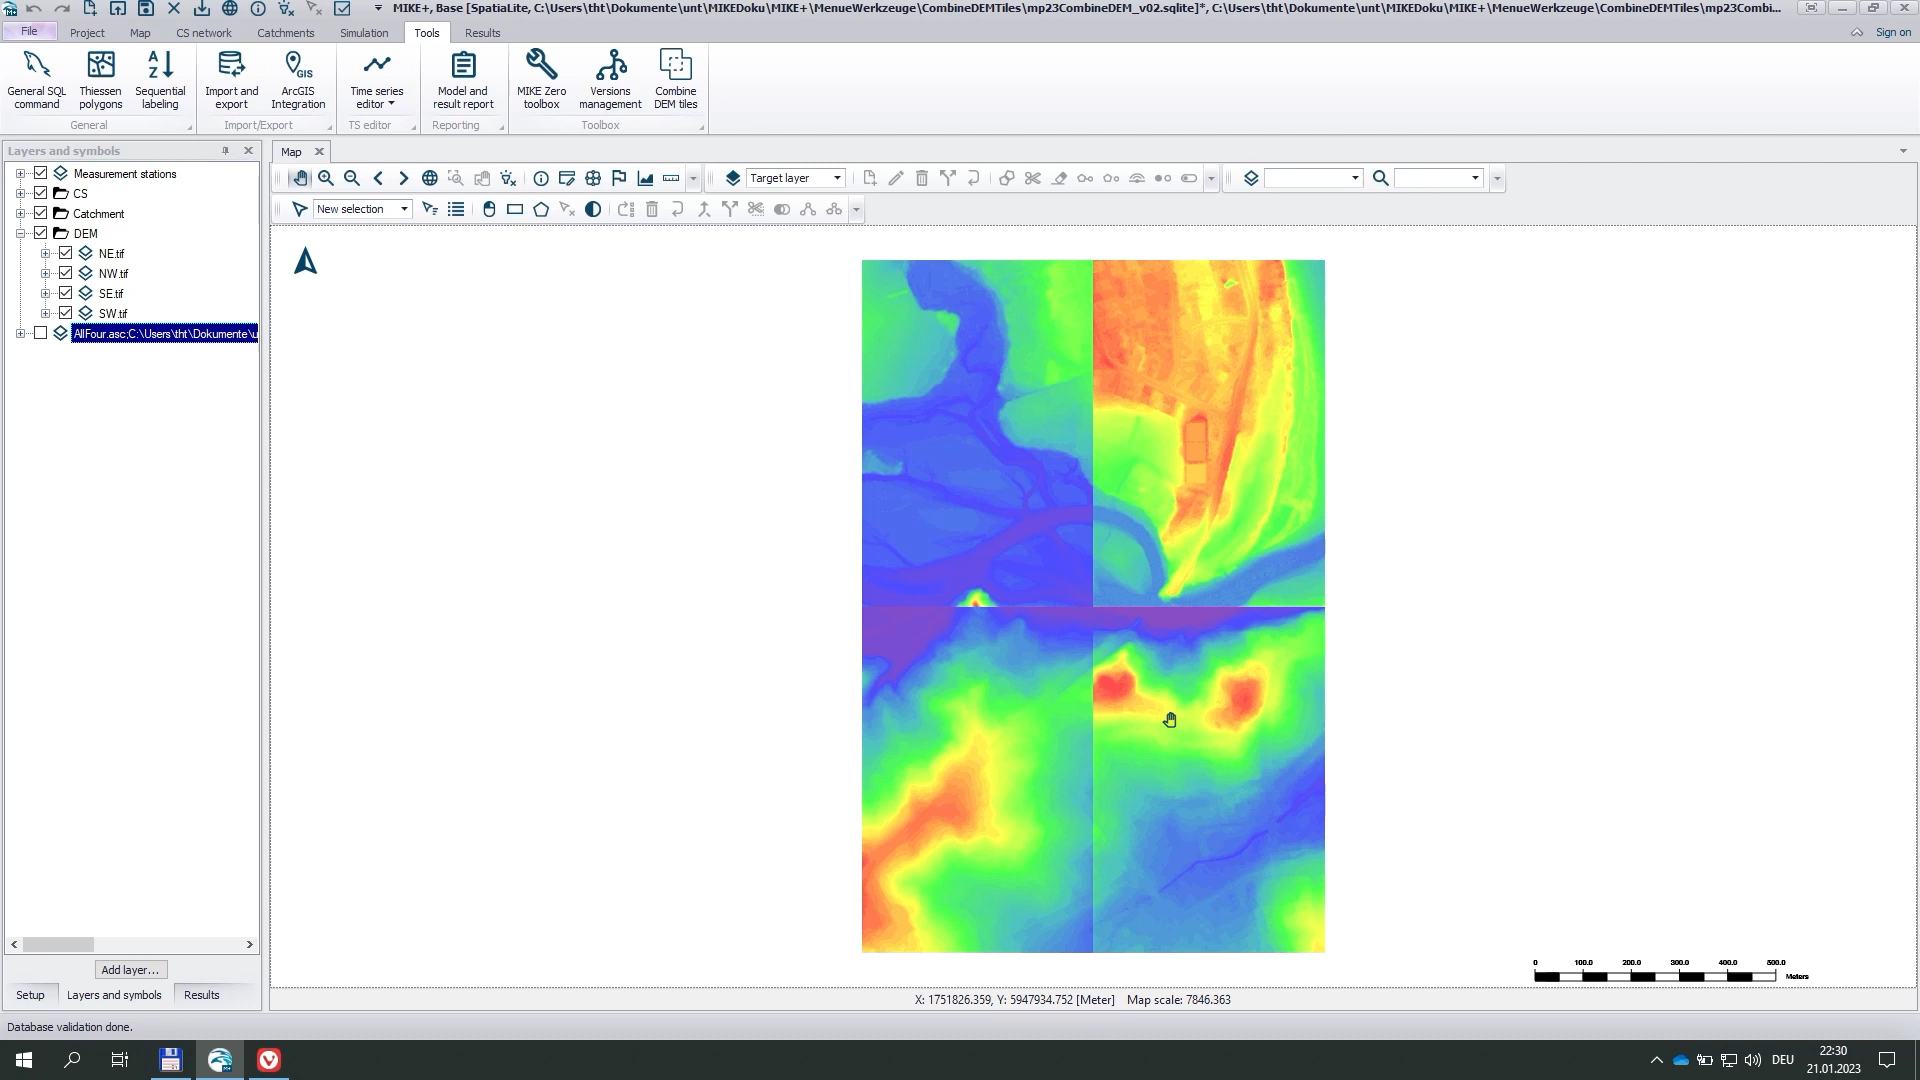 MIKE+, Base [SpatiaLite, C:\Users\tht\Dokumente\unt\MIKEDoku\MIKE+\MenueWerkzeuge\CombineDEMTiles\mp23CombineDEM_v02.sqlite]*, C:\Users\tht\Dokumente\unt\MIKEDoku\MIKE+\MenueWerkzeuge\CombineDEMTiles\mp23Combi...
File Project Map CS network Catchments Simulation Tools Results Sign on
General SQL command
Thiessen polygons
Sequential labeling
Import and export
ArcGIS Integration
Time series editor
Model and result report
MIKE Zero toolbox
Versions management
Combine DEM tiles
General Import/Export TS editor Reporting Toolbox
Layers and symbols
Map
Measurement stations
CS
Catchment
DEM
NE.tif
NW.tif
SE.tif
SW.tif
AllFour.asc;C:\Users\tht\Dokumente\u
Target layer
New selection
Add layer...
Setup Layers and symbols Results
0 100.0 200.0 300.0 400.0 500.0
Meters
X: 1751826.359, Y: 5947934.752 [Meter] Map scale: 7846.363
Database validation done.
DEU
22:30
21.01.2023